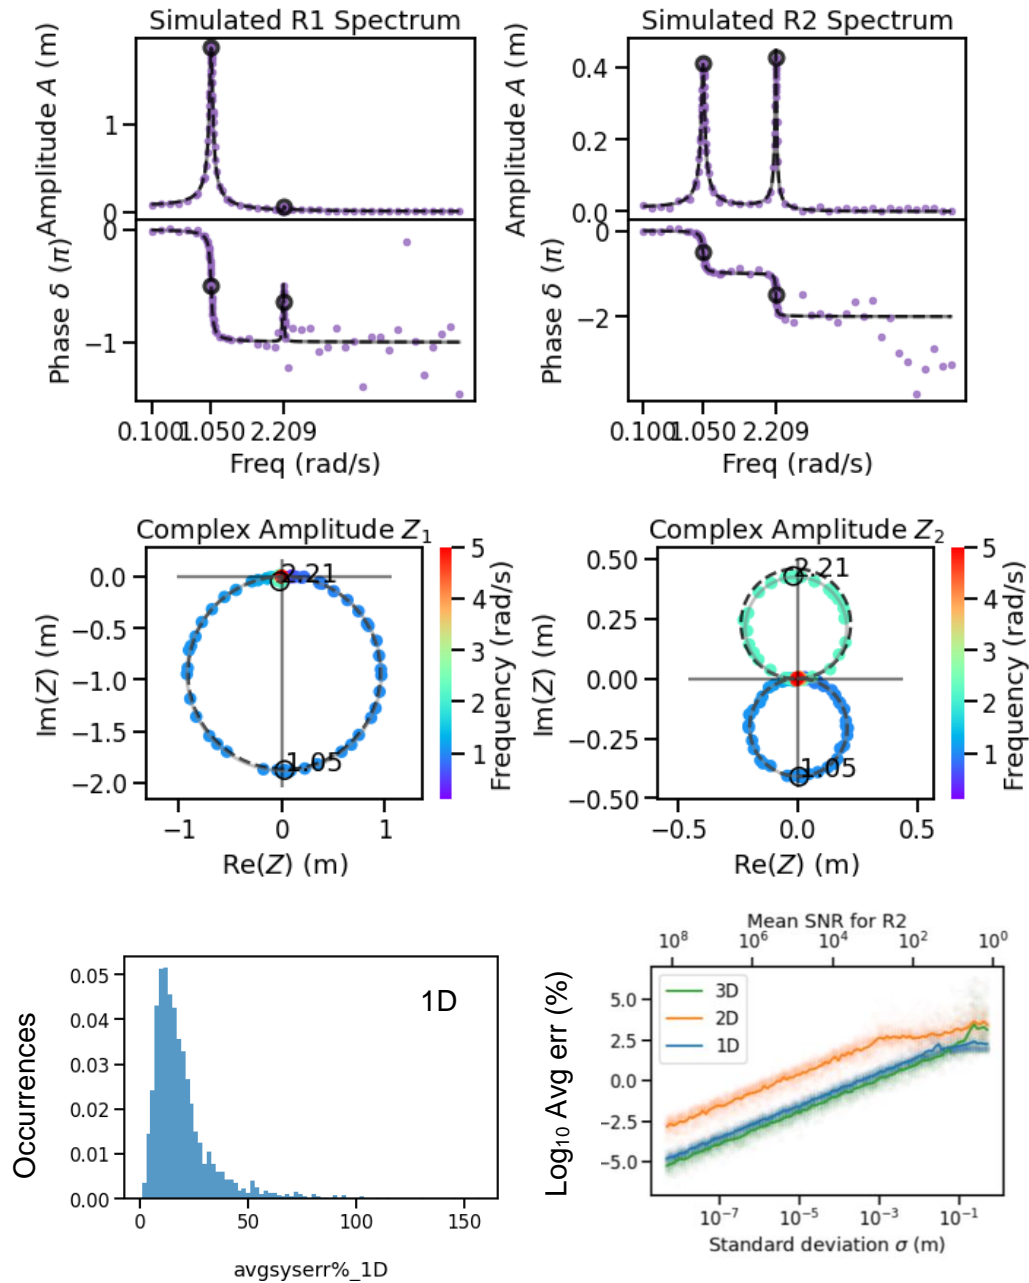 Simulated R1 Spectrum
Simulated R2 Spectrum
Amplitude A (m)
1
0
Amplitude A (m)
0.4
0.2
0.0
Phase δ (π)
0
−1
Phase δ (π)
0
−2
0.100 1.050 2.209
Freq (rad/s)
0.100 1.050 2.209
Freq (rad/s)
Complex Amplitude Z1
Complex Amplitude Z2
Im(Z) (m)
0.0
−0.5
−1.0
−1.5
−2.0
2.21
1.05
−1 0 1
Re(Z) (m)
5
4
3
2
1
Frequency (rad/s)
Im(Z) (m)
0.50
0.25
0.00
−0.25
−0.50
2.21
1.05
−0.5 0.0 0.5
Re(Z) (m)
5
4
3
2
1
Frequency (rad/s)
Occurrences
0.05
0.04
0.03
0.02
0.01
0.00
1D
0 50 100 150
avgsyserr%_1D
Mean SNR for R2
10^8 10^6 10^4 10^2 10^0
Log₁₀ Avg err (%)
5.0
2.5
0.0
−2.5
−5.0
3D
2D
1D
10^−7 10^−5 10^−3 10^−1
Standard deviation σ (m)